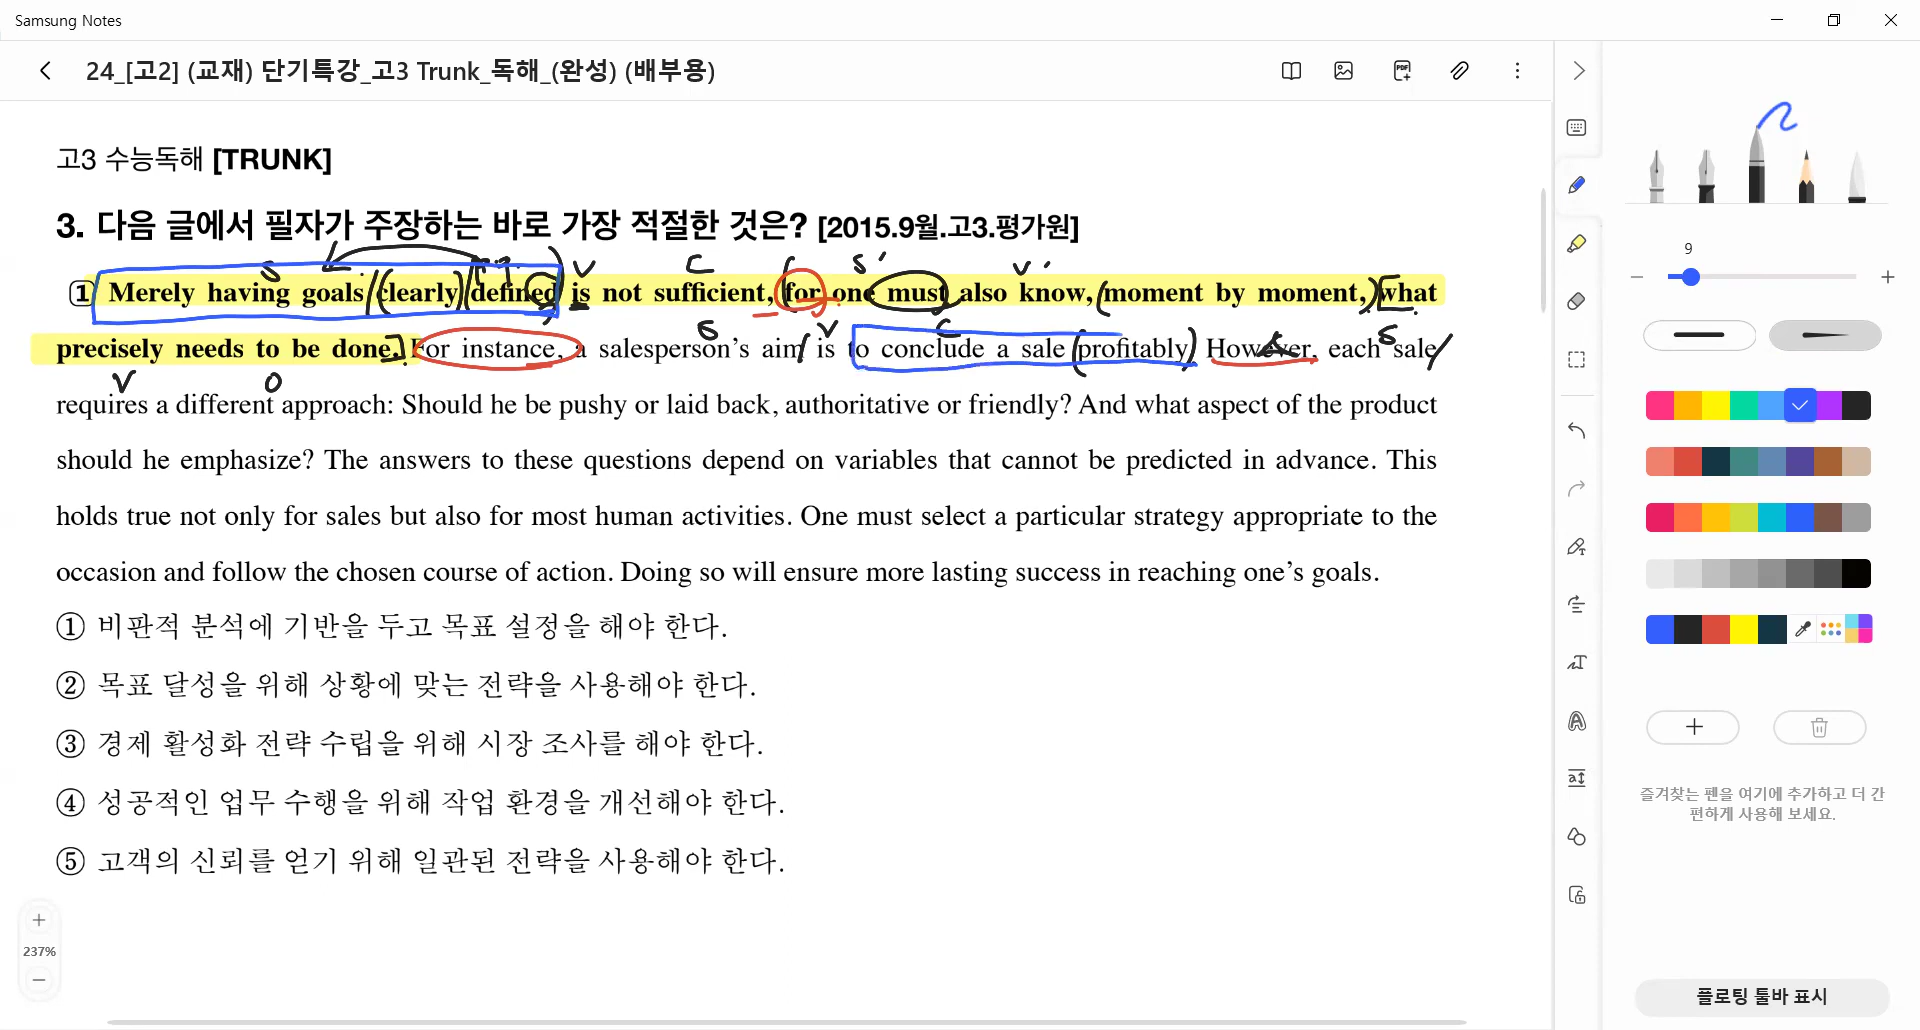 Samsung Notes
24_[고2] (교재) 단기특강_고3 Trunk_독해_(완성) (배부용)
PDF
고3 수능독해 [TRUNK]
3. 다음 글에서 필자가 주장하는 바로 가장 적절한 것은? [2015.9월.고3.평가원]
S V C S' V'
① Merely having goals clearly defined is not sufficient, for one must also know, moment by moment, what
S V C S
precisely needs to be done. For instance, a salesperson's aim is to conclude a sale profitably. However, each sale
V O
requires a different approach: Should he be pushy or laid back, authoritative or friendly? And what aspect of the product
should he emphasize? The answers to these questions depend on variables that cannot be predicted in advance. This
holds true not only for sales but also for most human activities. One must select a particular strategy appropriate to the
occasion and follow the chosen course of action. Doing so will ensure more lasting success in reaching one's goals.
① 비판적 분석에 기반을 두고 목표 설정을 해야 한다.
② 목표 달성을 위해 상황에 맞는 전략을 사용해야 한다.
③ 경제 활성화 전략 수립을 위해 시장 조사를 해야 한다.
④ 성공적인 업무 수행을 위해 작업 환경을 개선해야 한다.
⑤ 고객의 신뢰를 얻기 위해 일관된 전략을 사용해야 한다.
237%
9
즐겨찾는 펜을 여기에 추가하고 더 간
편하게 사용해 보세요.
플로팅 툴바 표시